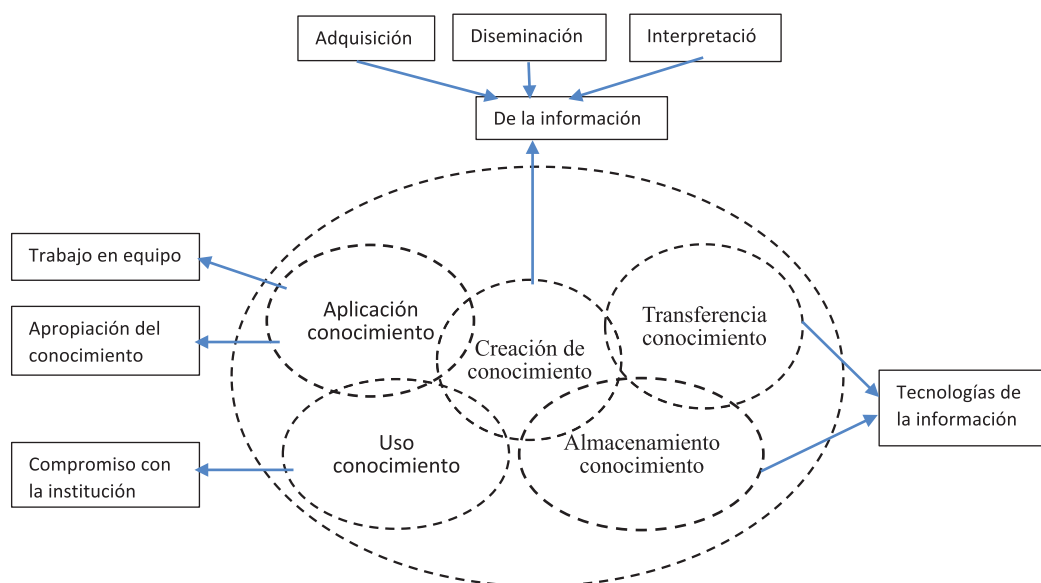 Adquisición
Diseminación
Interpretació
De la información
Trabajo en equipo
Apropiación del
conocimiento
Compromiso con
la institución
Aplicación
conocimiento
Creación de
conocimiento
Transferencia
conocimiento
Uso
conocimiento
Almacenamiento
conocimiento
Tecnologías de
la información